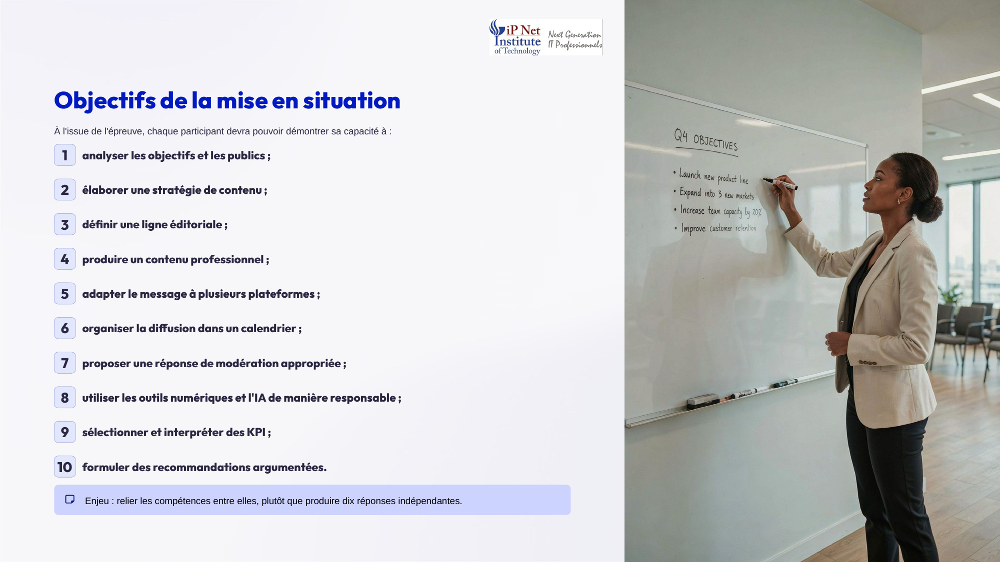 iP Net
Institute
of Technology
Next Generation
IT Professionnels
Objectifs de la mise en situation
À l'issue de l'épreuve, chaque participant devra pouvoir démontrer sa capacité à :
1 analyser les objectifs et les publics ;
2 élaborer une stratégie de contenu ;
3 définir une ligne éditoriale ;
4 produire un contenu professionnel ;
5 adapter le message à plusieurs plateformes ;
6 organiser la diffusion dans un calendrier ;
7 proposer une réponse de modération appropriée ;
8 utiliser les outils numériques et l'IA de manière responsable ;
9 sélectionner et interpréter des KPI ;
10 formuler des recommandations argumentées.
Enjeu : relier les compétences entre elles, plutôt que produire dix réponses indépendantes.
Q4 OBJECTIVES
• Launch new product line
• Expand into 3 new markets
• Increase team capacity by 20%
• Improve customer retention